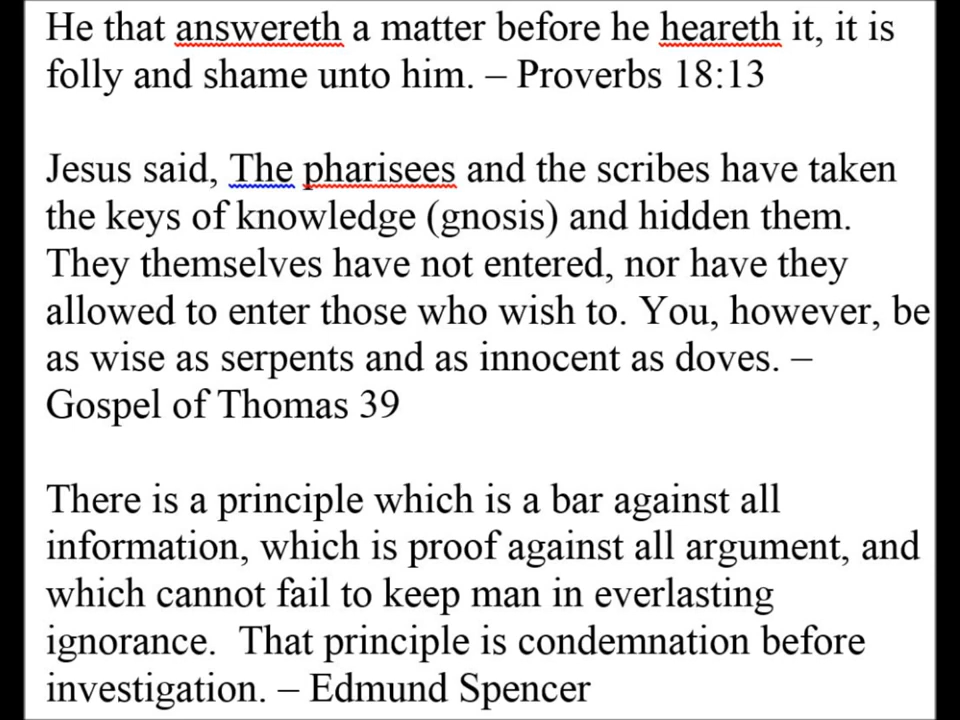 He that answereth a matter before he heareth it, it is
folly and shame unto him. – Proverbs 18:13
Jesus said, The pharisees and the scribes have taken
the keys of knowledge (gnosis) and hidden them.
They themselves have not entered, nor have they
allowed to enter those who wish to. You, however, be
as wise as serpents and as innocent as doves. –
Gospel of Thomas 39
There is a principle which is a bar against all
information, which is proof against all argument, and
which cannot fail to keep man in everlasting
ignorance.  That principle is condemnation before
investigation. – Edmund Spencer